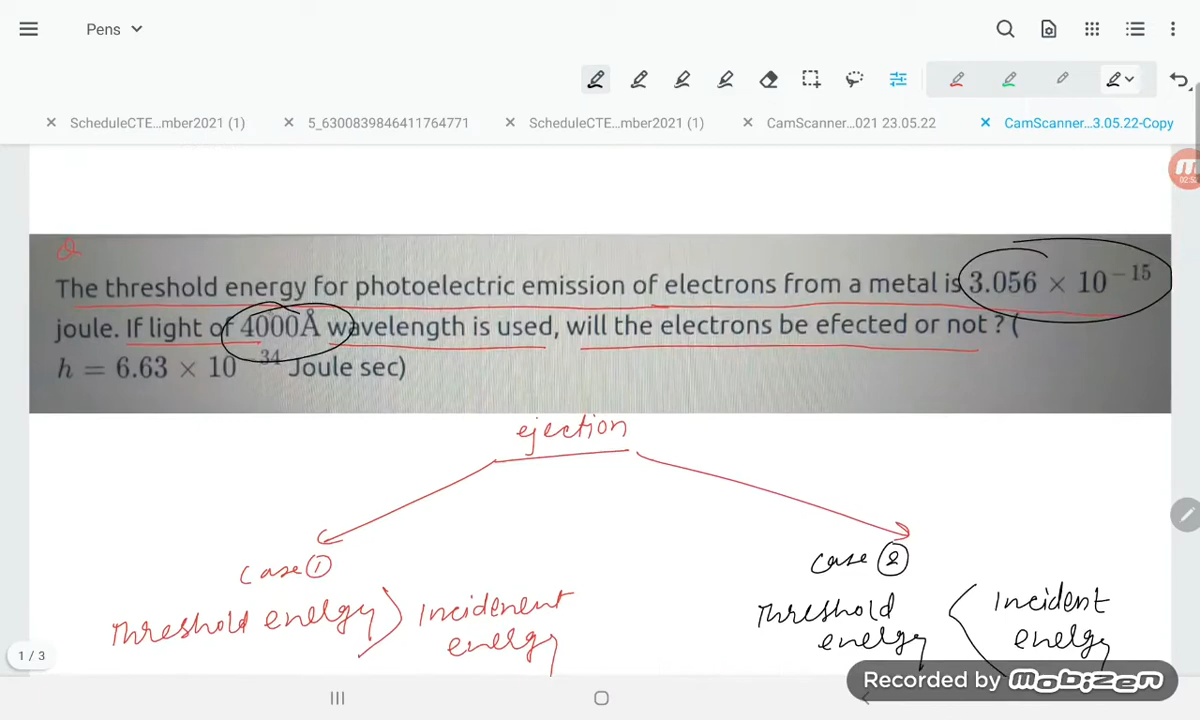 Pens
ScheduleCTE...mber2021 (1)
5_6300839846411764771
ScheduleCTE...mber2021 (1)
CamScanner...021 23.05.22
CamScanner...3.05.22-Copy
02:5
Q
The threshold energy for photoelectric emission of electrons from a metal is 3.056 × 10⁻¹⁵
joule. If light of 4000Å wavelength is used, will the electrons be efected or not ? (
h = 6.63 × 10⁻³⁴ Joule sec)
ejection
case ①
case ②
Threshold energy > Incidenent
energy
Threshold
energy < Incident
energy
1 / 3
Recorded by mobizen